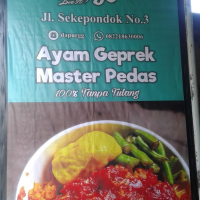 Jl. Sekepondok No.3
Ayam Geprek
Master Pedas
100% Tanpa Tulang